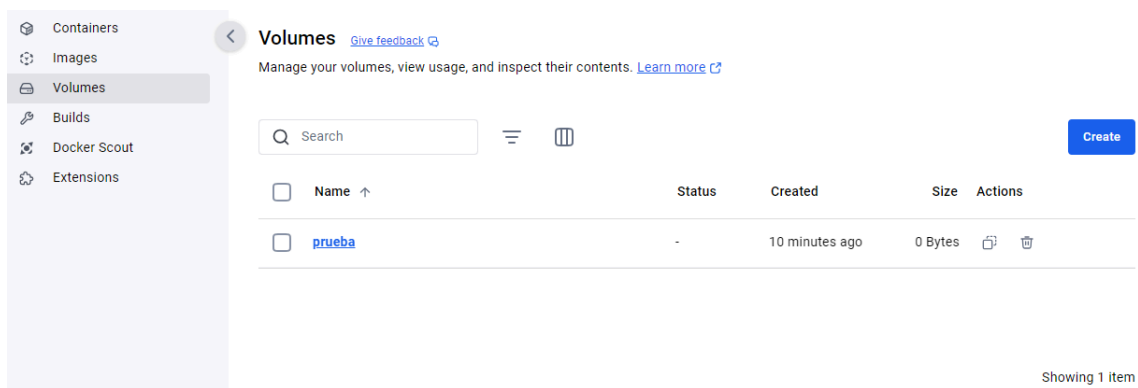 Containers
Images
Volumes
Builds
Docker Scout
Extensions
Volumes Give feedback
Manage your volumes, view usage, and inspect their contents. Learn more
Search
Create
Name Status Created Size Actions
prueba - 10 minutes ago 0 Bytes
Showing 1 item